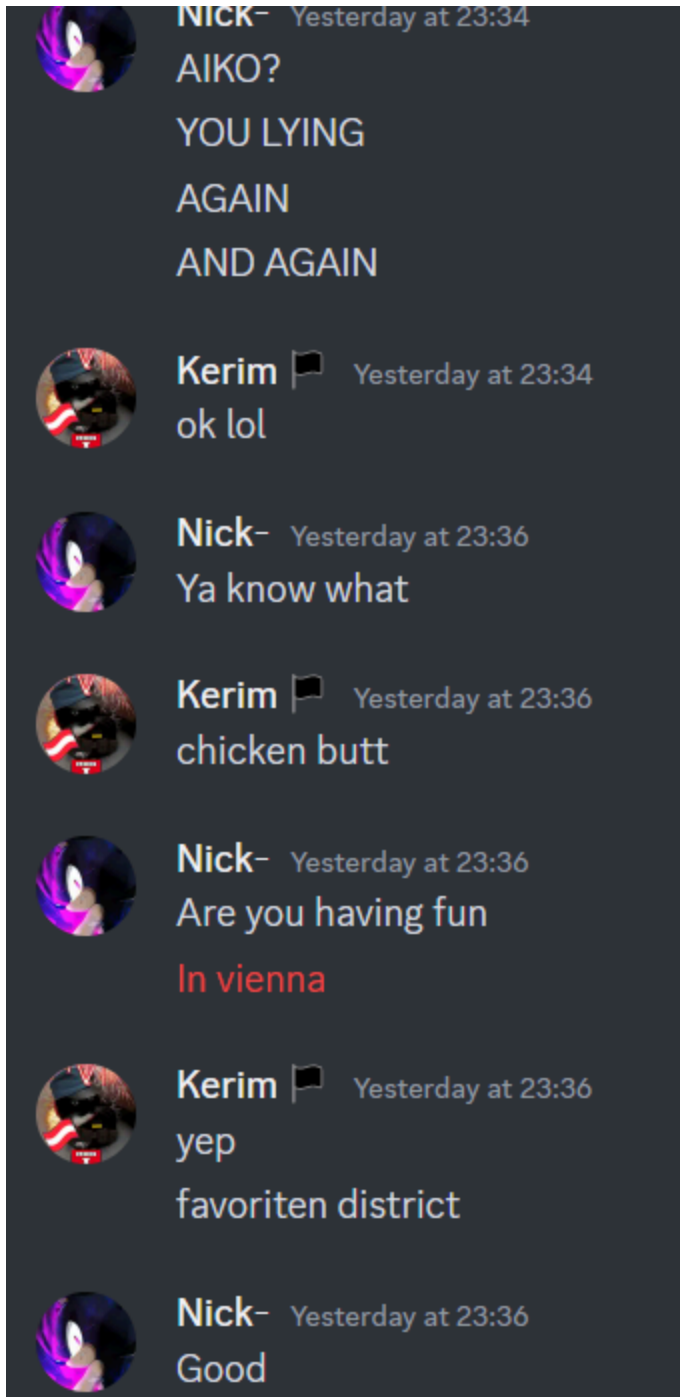 Nick- Yesterday at 23:34
AIKO?
YOU LYING
AGAIN
AND AGAIN
Kerim 🏴 Yesterday at 23:34
ok lol
Nick- Yesterday at 23:36
Ya know what
Kerim 🏴 Yesterday at 23:36
chicken butt
Nick- Yesterday at 23:36
Are you having fun
In vienna
Kerim 🏴 Yesterday at 23:36
yep
favoriten district
Nick- Yesterday at 23:36
Good